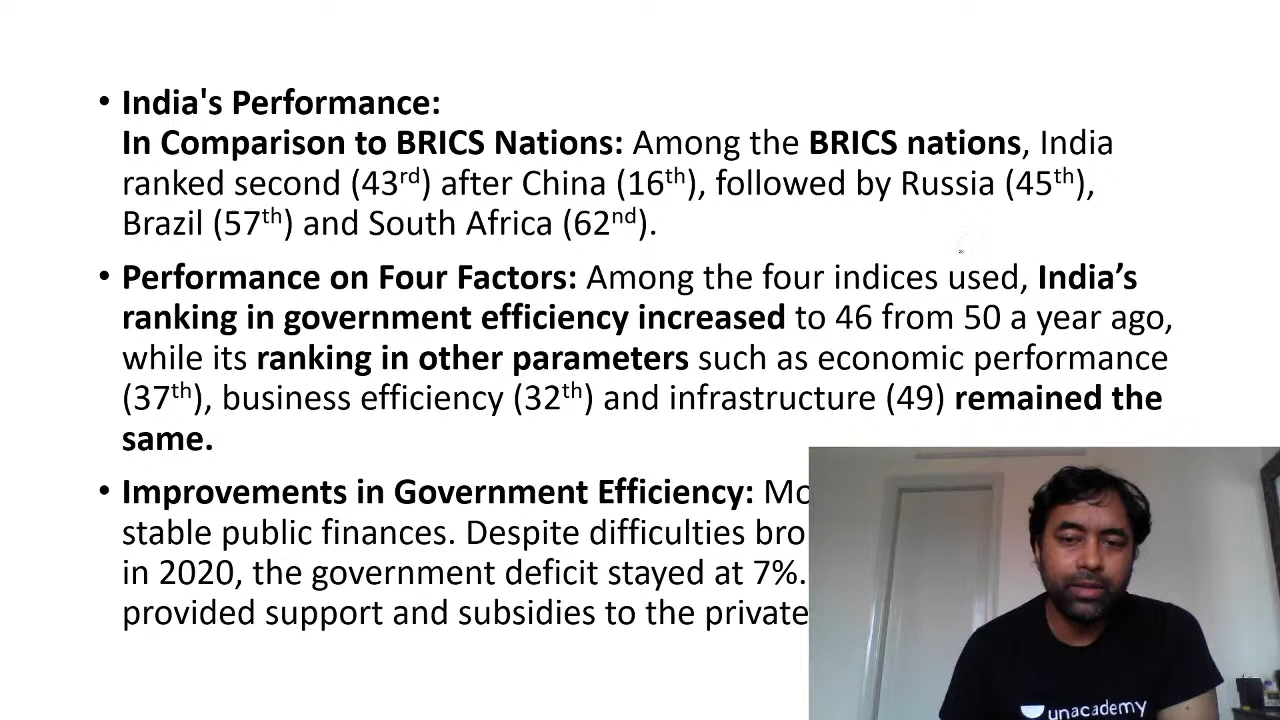 • India's Performance:
In Comparison to BRICS Nations: Among the BRICS nations, India
ranked second (43rd) after China (16th), followed by Russia (45th),
Brazil (57th) and South Africa (62nd).
• Performance on Four Factors: Among the four indices used, India’s
ranking in government efficiency increased to 46 from 50 a year ago,
while its ranking in other parameters such as economic performance
(37th), business efficiency (32th) and infrastructure (49) remained the
same.
• Improvements in Government Efficiency:
stable public finances. Despite difficulties
in 2020, the government deficit stayed at 7%.
provided support and subsidies to the private
unacademy